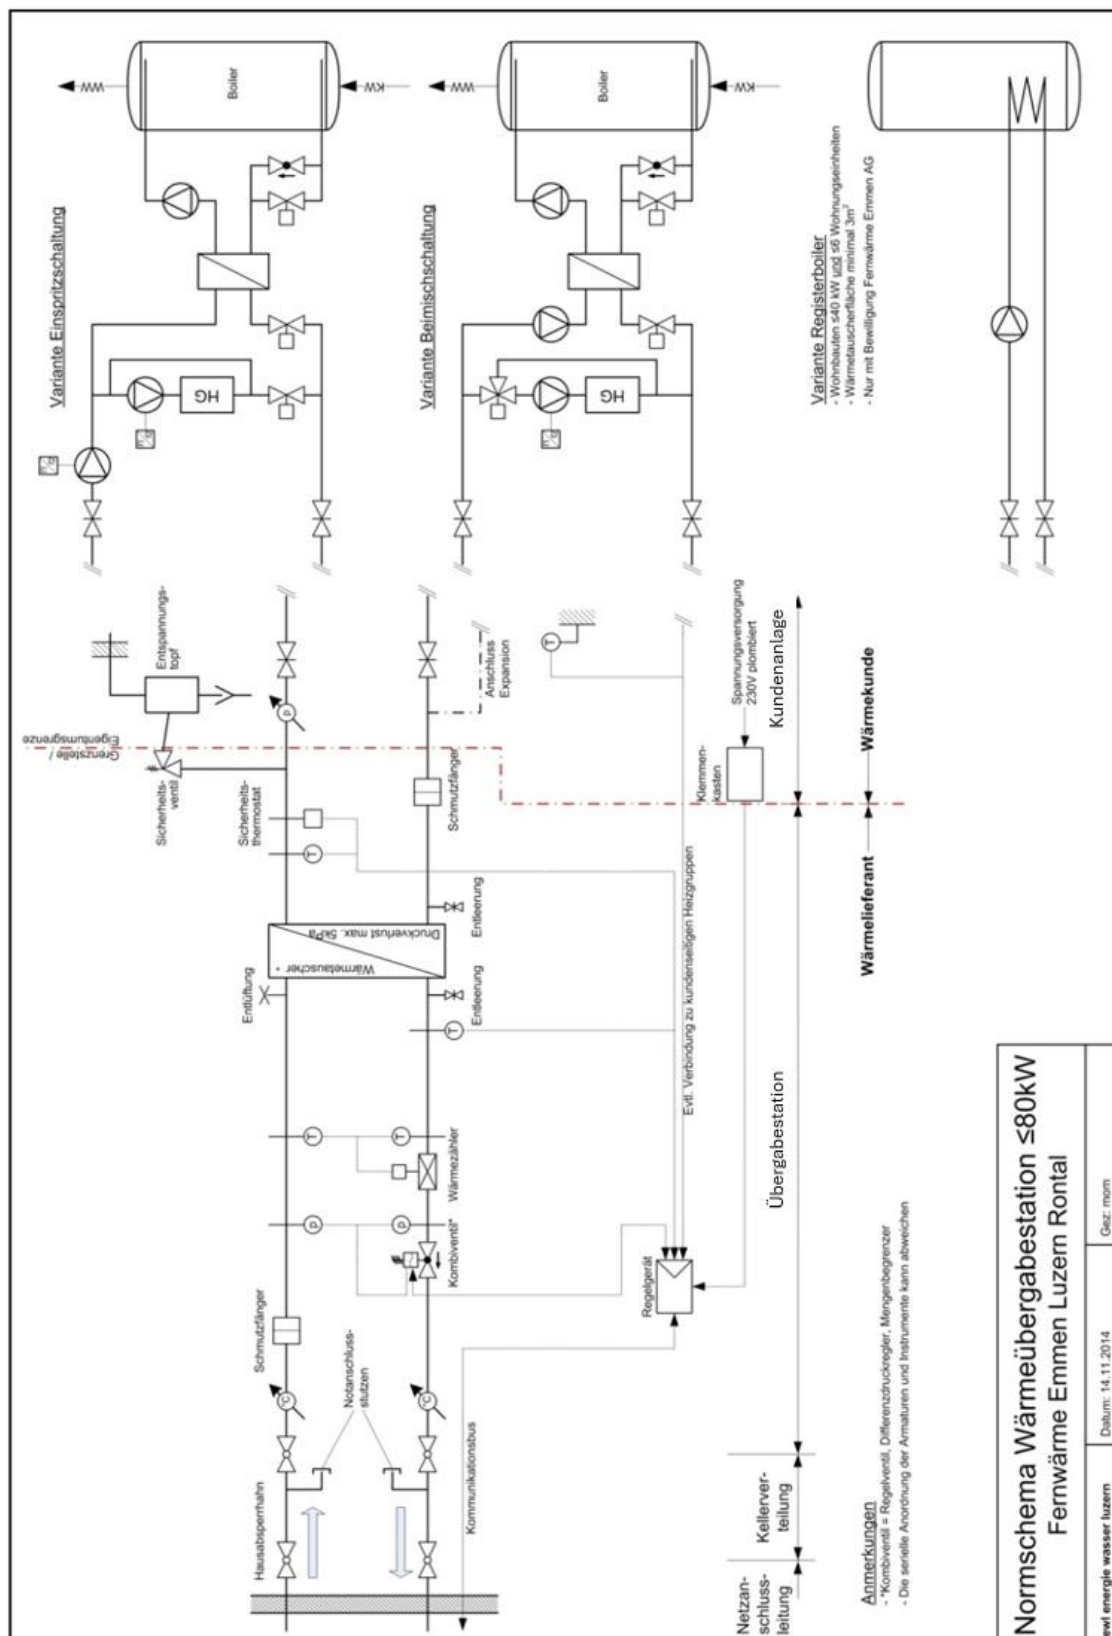 Variante Einspritzschaltung
WW
Boiler
KW
HG
Variante Beimischschaltung
WW
Boiler
KW
HG
Variante Registerboiler
- Wohnbauten ≤40 kW und ≤6 Wohnungseinheiten
- Wärmetauscherfläche minimal 3m²
- Nur mit Bewilligung Fernwärme Emmen AG
Grenzstelle /
Eigentumsgrenze
Entspannungs-
topf
Sicherheits-
ventil
Sicherheits-
thermostat
T
p
Schmutzfänger
Anschluss
Expansion
T
Klemmen-
kasten
Spannungsversorgung
230V plombiert
Kundenanlage
Wärmekunde
Wärmelieferant
Entlüftung
Wärmetauscher *
Druckverlust max. 5kPa
Entleerung
Entleerung
T
Evtl. Verbindung zu kundenseitigen Heizgruppen
Übergabestation
T
T
Wärmezähler
p
p
Kombiventil*
Regelgerät
Schmutzfänger
°C
°C
Notanschluss-
stutzen
Hausabsperrhahn
Kommunikationsbus
Kellerver-
teilung
Netzan-
schluss-
leitung
Anmerkungen
- *Kombiventil = Regelventil, Differenzdruckregler, Mengenbegrenzer
- Die serielle Anordnung der Armaturen und Instrumente kann abweichen
Normschema Wärmeübergabestation ≤80kW
Fernwärme Emmen Luzern Rontal
ewl energie wasser luzern
Datum: 14.11.2014
Gez: mom